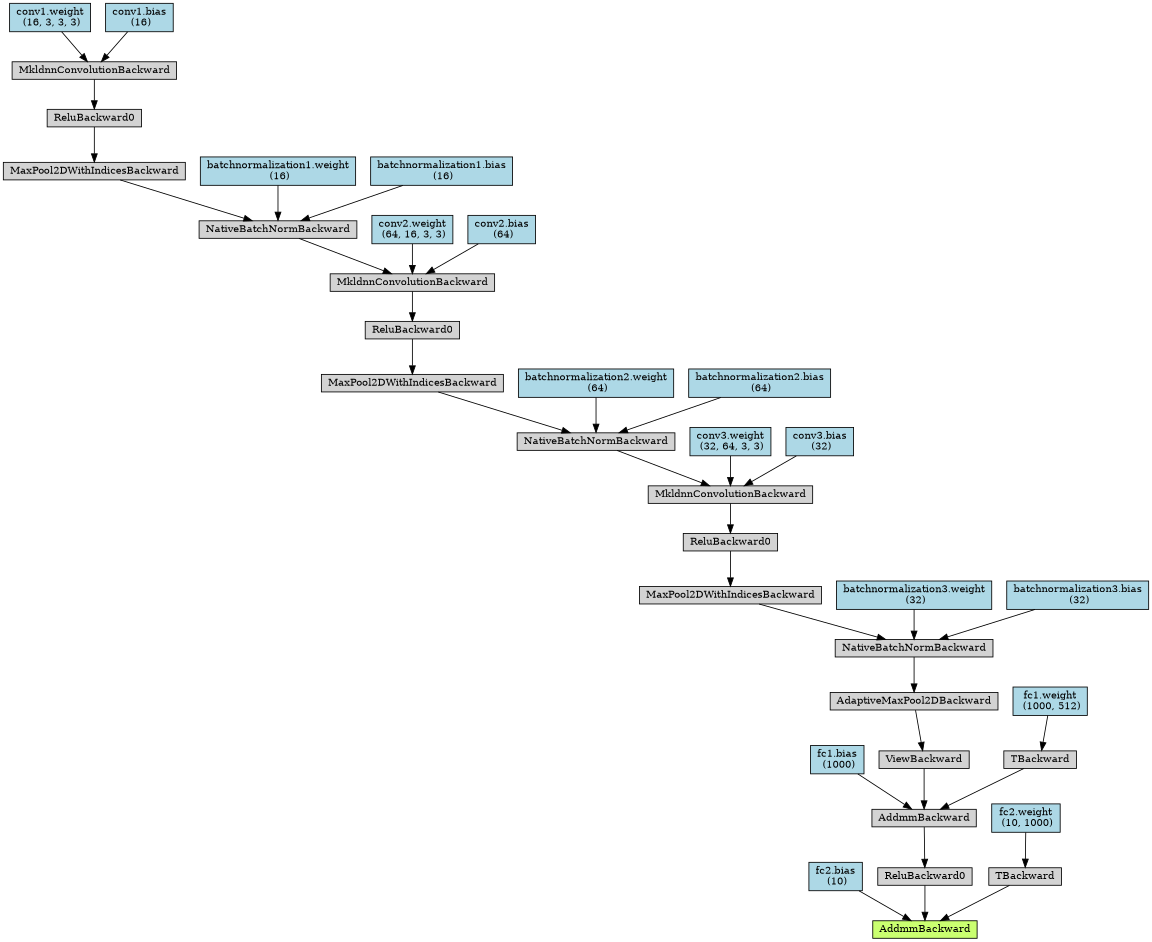 conv1.weight
(16, 3, 3, 3)
conv1.bias
(16)
MkldnnConvolutionBackward
ReluBackward0
MaxPool2DWithIndicesBackward
batchnormalization1.weight
(16)
batchnormalization1.bias
(16)
NativeBatchNormBackward
conv2.weight
(64, 16, 3, 3)
conv2.bias
(64)
MkldnnConvolutionBackward
ReluBackward0
MaxPool2DWithIndicesBackward
batchnormalization2.weight
(64)
batchnormalization2.bias
(64)
NativeBatchNormBackward
conv3.weight
(32, 64, 3, 3)
conv3.bias
(32)
MkldnnConvolutionBackward
ReluBackward0
MaxPool2DWithIndicesBackward
batchnormalization3.weight
(32)
batchnormalization3.bias
(32)
NativeBatchNormBackward
AdaptiveMaxPool2DBackward
fc1.weight
(1000, 512)
fc1.bias
(1000)
ViewBackward
TBackward
AddmmBackward
fc2.weight
(10, 1000)
fc2.bias
(10)
ReluBackward0
TBackward
AddmmBackward